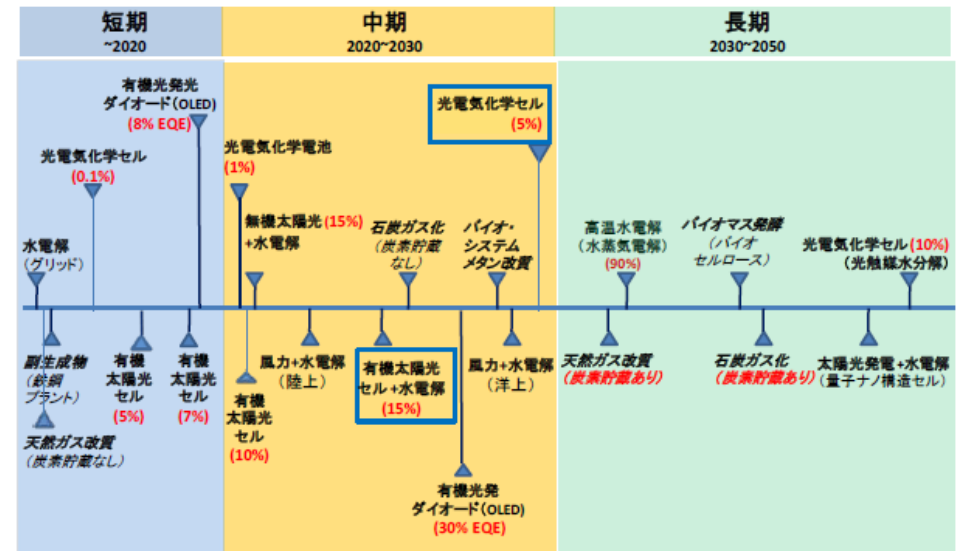 短期
~2020
中期
2020~2030
長期
2030~2050
有機光発光
ダイオード(OLED)
(8% EQE)
光電気化学セル
(0.1%)
水電解
(グリッド)
副生成物
(鉄鋼
プラント)
天然ガス改質
(炭素貯蔵なし)
有機
太陽光
セル
(5%)
有機
太陽光
セル
(7%)
光電気化学電池
(1%)
無機太陽光(15%)
+水電解
石炭ガス化
(炭素貯蔵
なし)
バイオ・
システム
メタン改質
光電気化学セル
(5%)
有機
太陽光
セル
(10%)
風力+水電解
(陸上)
有機太陽光
セル+水電解
(15%)
風力+水電解
(洋上)
有機光発
ダイオード(OLED)
(30% EQE)
高温水電解
(水蒸気電解)
(90%)
バイオマス発酵
(バイオ
セルロース)
光電気化学セル(10%)
(光触媒水分解)
天然ガス改質
(炭素貯蔵あり)
石炭ガス化
(炭素貯蔵あり)
太陽光発電+水電解
(量子ナノ構造セル)